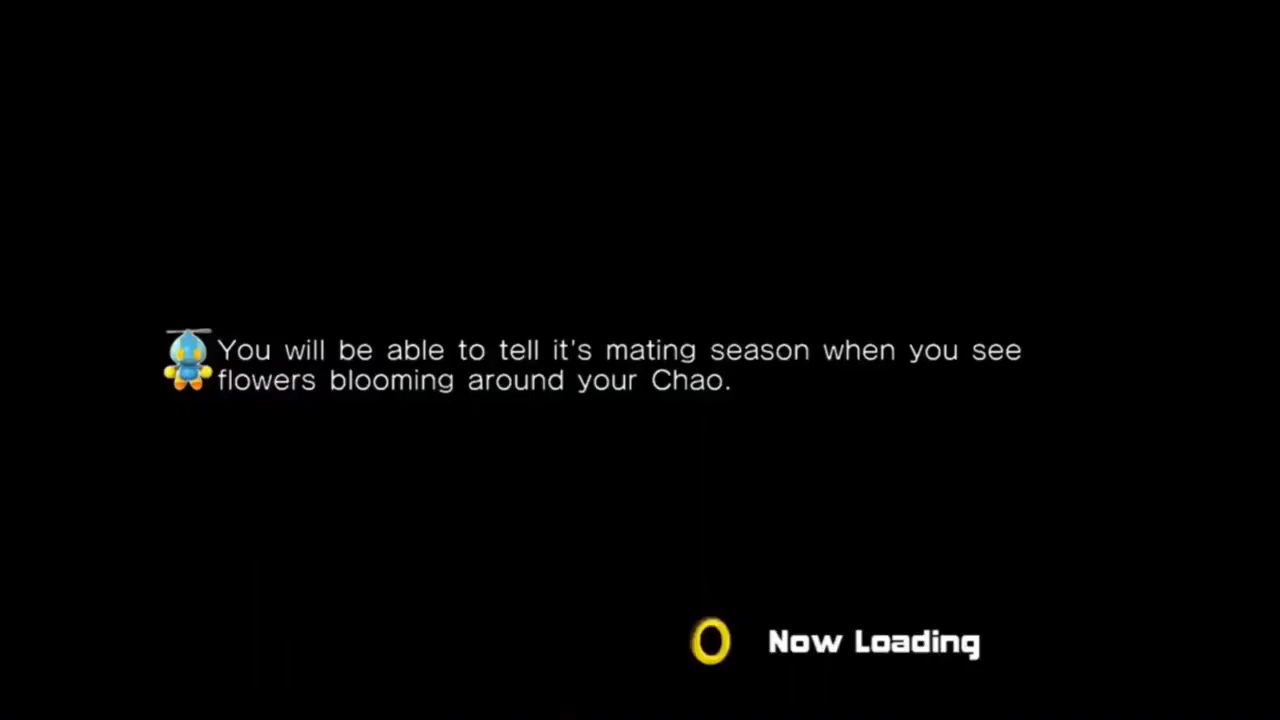 You will be able to tell it's mating season when you see
flowers blooming around your Chao.
Now Loading